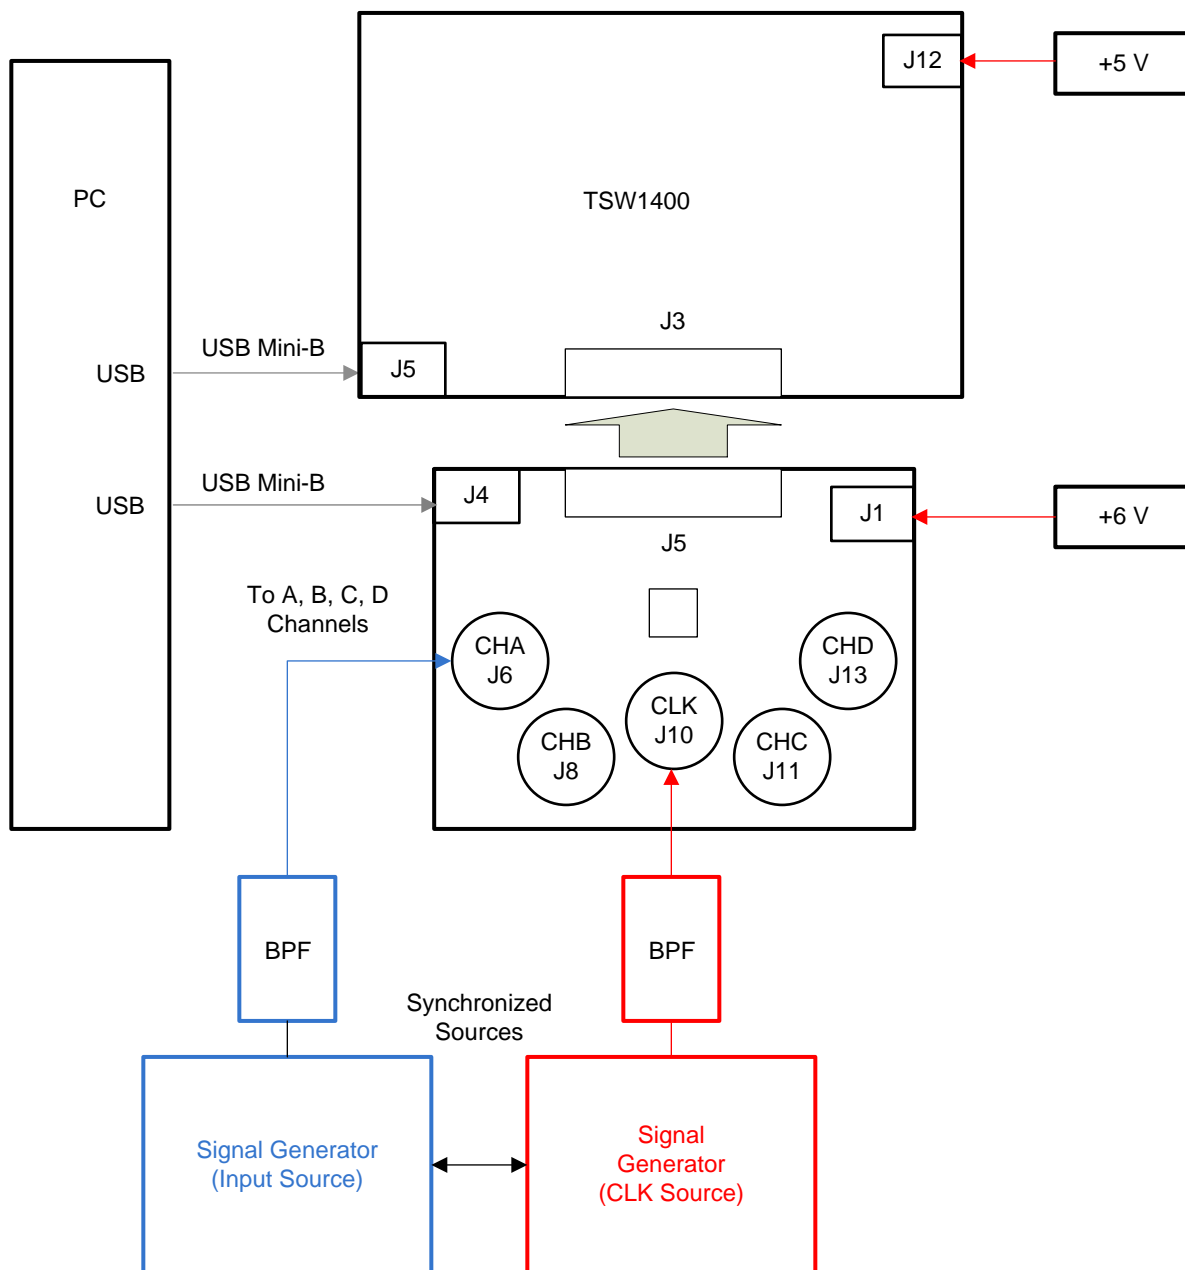 J12
+5 V
PC
TSW1400
J3
USB Mini-B
USB
J5
USB Mini-B
USB
J4
J1
+6 V
J5
To A, B, C, D
Channels
CHA
J6
CHD
J13
CLK
J10
CHB
J8
CHC
J11
BPF
BPF
Synchronized
Sources
Signal Generator
(Input Source)
Signal
Generator
(CLK Source)